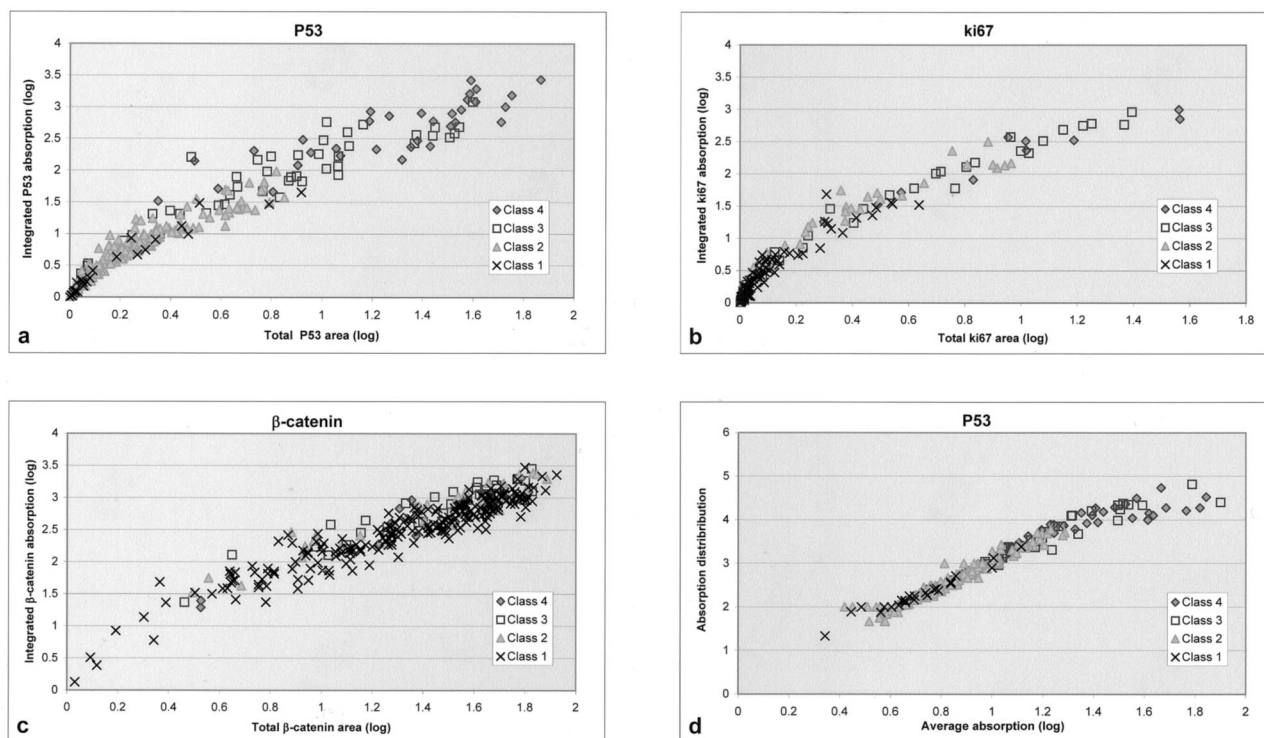 P53
Integrated P53 absorption (log)
4
3.5
3
2.5
2
1.5
1
0.5
0
0 0.2 0.4 0.6 0.8 1 1.2 1.4 1.6 1.8 2
Total P53 area (log)
Class 4
Class 3
Class 2
Class 1
a
ki67
Integrated ki67 absorption (log)
4
3.5
3
2.5
2
1.5
1
0.5
0
0 0.2 0.4 0.6 0.8 1 1.2 1.4 1.6 1.8
Total ki67 area (log)
Class 4
Class 3
Class 2
Class 1
b
β-catenin
Integrated β-catenin absorption (log)
4
3.5
3
2.5
2
1.5
1
0.5
0
0 0.2 0.4 0.6 0.8 1 1.2 1.4 1.6 1.8 2
Total β-catenin area (log)
Class 4
Class 3
Class 2
Class 1
c
P53
Absorption distribribution
6
5
4
3
2
1
0
0 0.2 0.4 0.6 0.8 1 1.2 1.4 1.6 1.8 2
Average absorption (log)
Class 4
Class 3
Class 2
Class 1
d